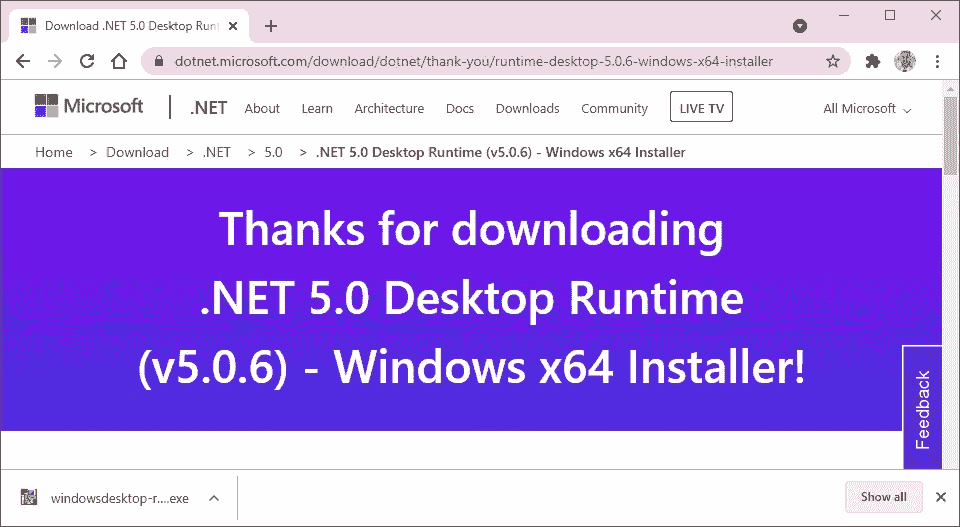 Download .NET 5.0 Desktop Runt
dotnet.microsoft.com/download/dotnet/thank-you/runtime-desktop-5.0.6-windows-x64-installer
Microsoft | .NET About Learn Architecture Docs Downloads Community LIVE TV All Microsoft
Home > Download > .NET > 5.0 > .NET 5.0 Desktop Runtime (v5.0.6) - Windows x64 Installer
Thanks for downloading
.NET 5.0 Desktop Runtime
(v5.0.6) - Windows x64 Installer!
Feedback
windowsdesktop-r....exe Show all